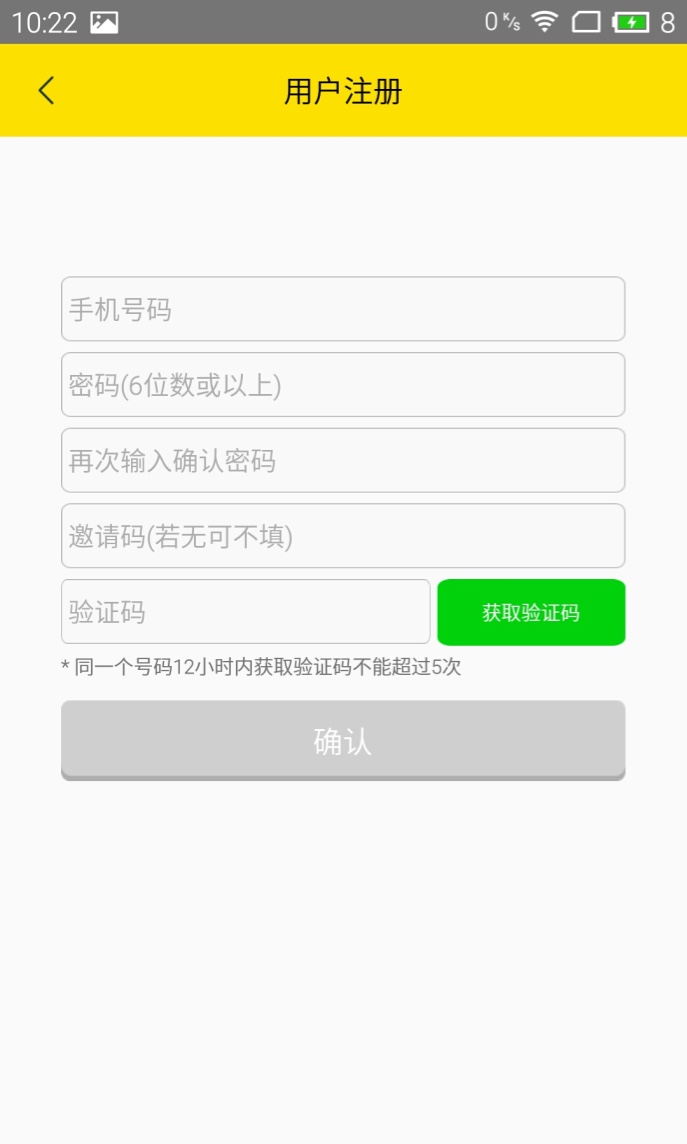 10:22 0 K/s 8
用户注册
手机号码
密码(6位数或以上)
再次输入确认密码
邀请码(若无可不填)
验证码 获取验证码
* 同一个号码12小时内获取验证码不能超过5次
确认